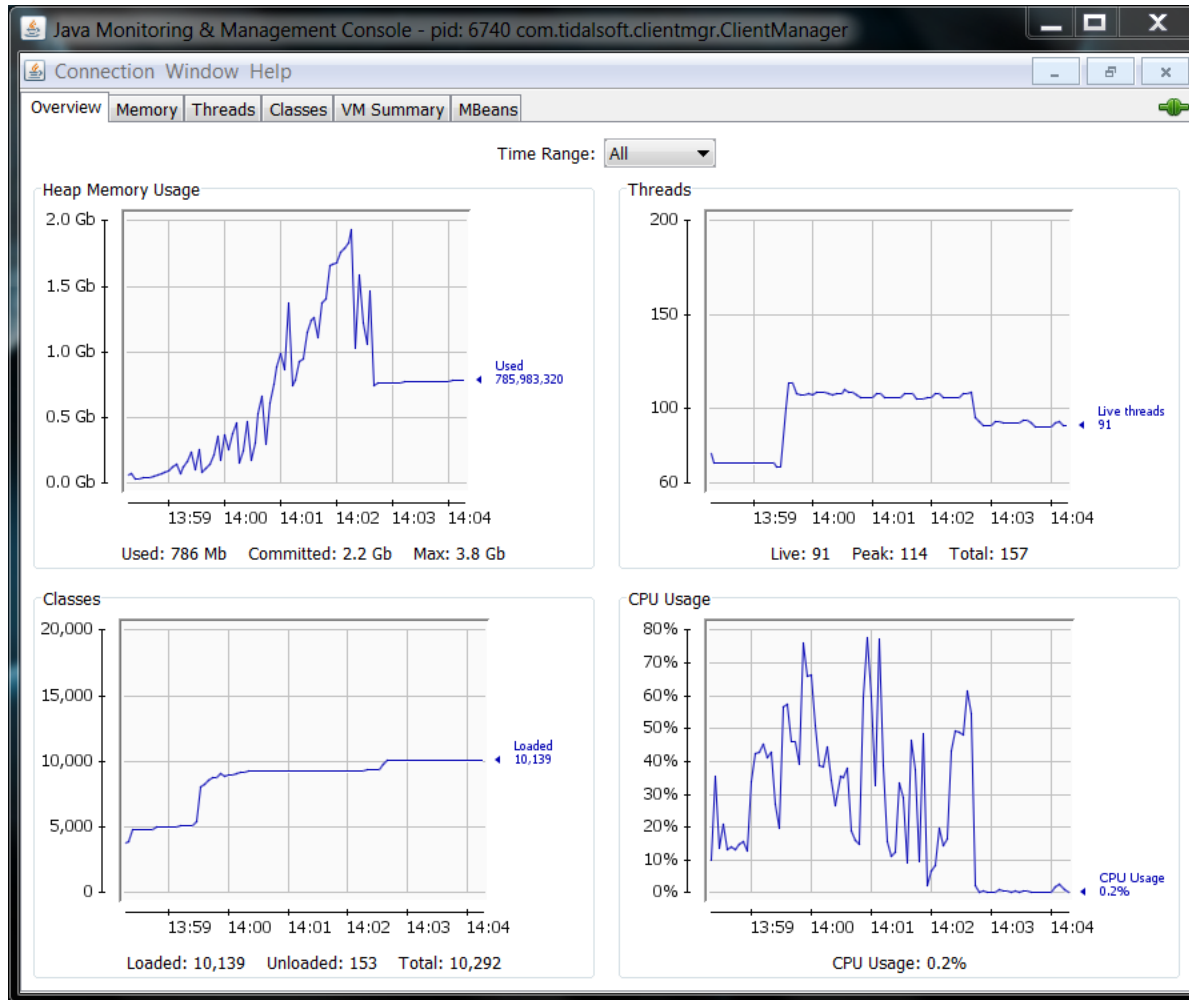 Java Monitoring & Management Console - pid: 6740 com.tidalsoft.clientmgr.ClientManager
Connection Window Help
Overview Memory Threads Classes VM Summary MBeans
Time Range: All
Heap Memory Usage
2.0 Gb
1.5 Gb
1.0 Gb
0.5 Gb
0.0 Gb
Used
785,983,320
13:59 14:00 14:01 14:02 14:03 14:04
Used: 786 Mb Committed: 2.2 Gb Max: 3.8 Gb
Threads
200
150
100
60
Live threads
91
13:59 14:00 14:01 14:02 14:03 14:04
Live: 91 Peak: 114 Total: 157
Classes
20,000
15,000
10,000
5,000
0
Loaded
10,139
13:59 14:00 14:01 14:02 14:03 14:04
Loaded: 10,139 Unloaded: 153 Total: 10,292
CPU Usage
80%
70%
60%
50%
40%
30%
20%
10%
0%
CPU Usage
0.2%
13:59 14:00 14:01 14:02 14:03 14:04
CPU Usage: 0.2%